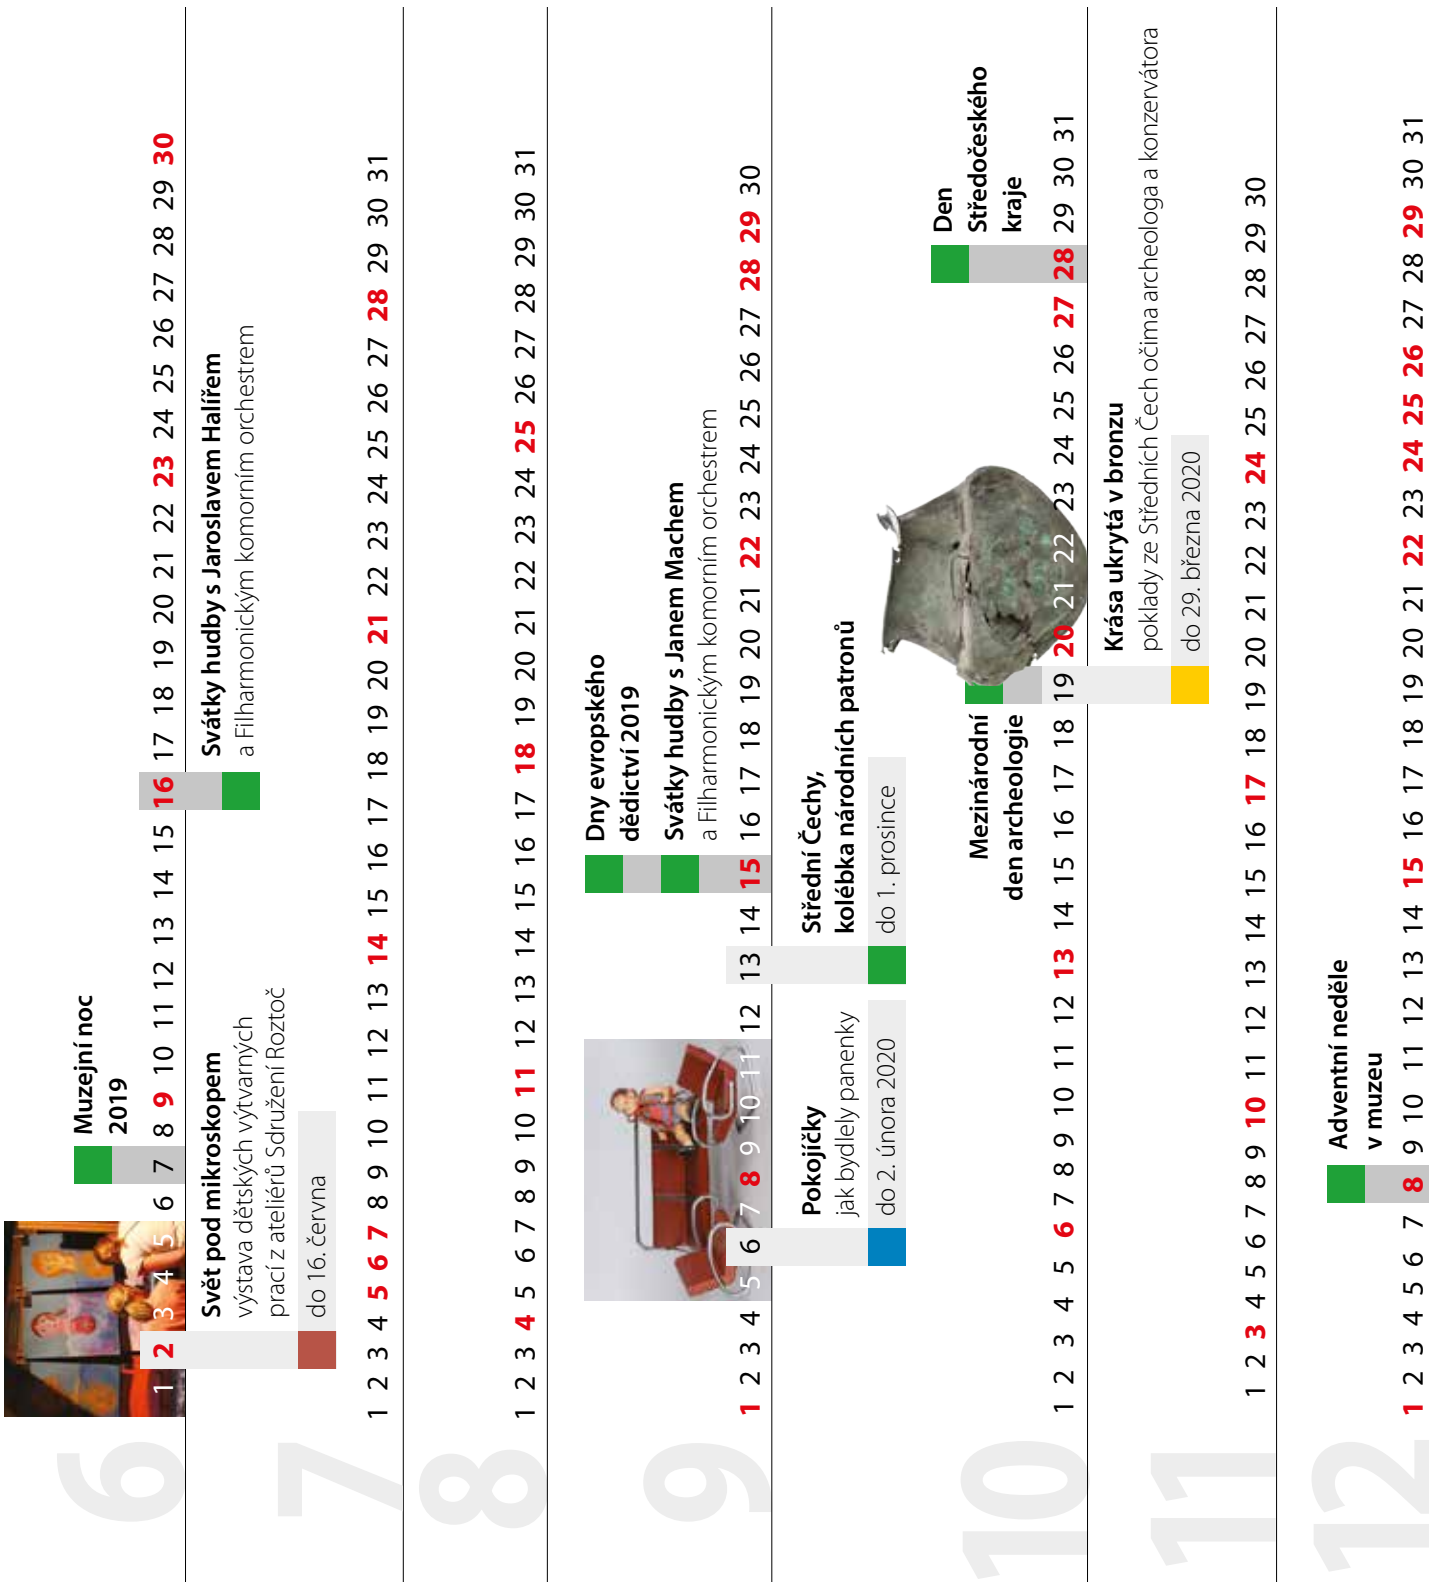 6
Muzejní noc
2019
1 2 3 4 5 6 7 8 9 10 11 12 13 14 15 16 17 18 19 20 21 22 23 24 25 26 27 28 29 30
Svět pod mikroskopem
výstava dětských výtvarných
prací z ateliérů Sdružení Roztoč
do 16. června
Svátky hudby s Jaroslavem Halířem
a Filharmonickým komorním orchestrem
7
1 2 3 4 5 6 7 8 9 10 11 12 13 14 15 16 17 18 19 20 21 22 23 24 25 26 27 28 29 30 31
8
1 2 3 4 5 6 7 8 9 10 11 12 13 14 15 16 17 18 19 20 21 22 23 24 25 26 27 28 29 30 31
9
Dny evropského
dědictví 2019
Svátky hudby s Janem Machem
a Filharmonickým komorním orchestrem
1 2 3 4 5 6 7 8 9 10 11 12 13 14 15 16 17 18 19 20 21 22 23 24 25 26 27 28 29 30
Pokojíčky
jak bydlely panenky
do 2. února 2020
Střední Čechy,
kolébka národních patronů
do 1. prosince
10
Mezinárodní
den archeologie
Den
Středočeského
kraje
1 2 3 4 5 6 7 8 9 10 11 12 13 14 15 16 17 18 19 20 21 22 23 24 25 26 27 28 29 30 31
Krása ukrytá v bronzu
poklady ze Středních Čech očima archeologa a konzervátora
do 29. března 2020
11
1 2 3 4 5 6 7 8 9 10 11 12 13 14 15 16 17 18 19 20 21 22 23 24 25 26 27 28 29 30
12
Adventní neděle
v muzeu
1 2 3 4 5 6 7 8 9 10 11 12 13 14 15 16 17 18 19 20 21 22 23 24 25 26 27 28 29 30 31